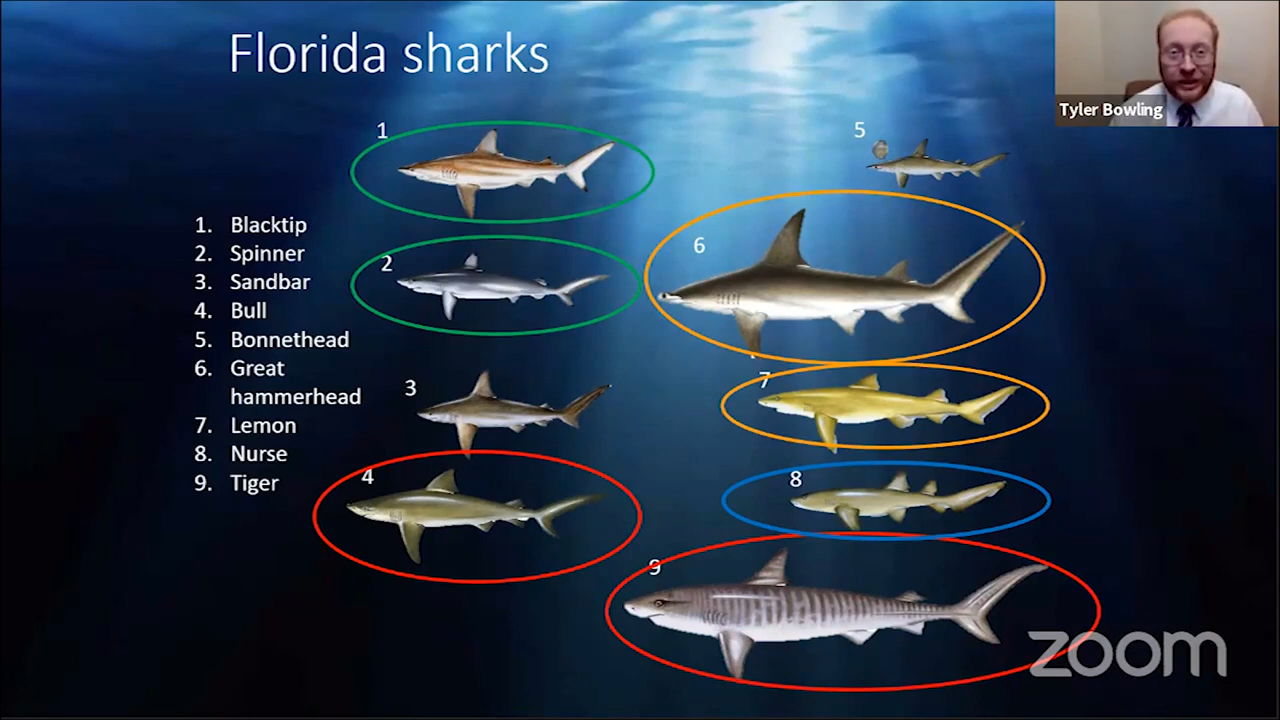 Florida sharks
Tyler Bowling
1
5
1. Blacktip
2. Spinner
3. Sandbar
4. Bull
5. Bonnethead
6. Great
hammerhead
7. Lemon
8. Nurse
9. Tiger
2
6
3
7
4
8
9
zoom